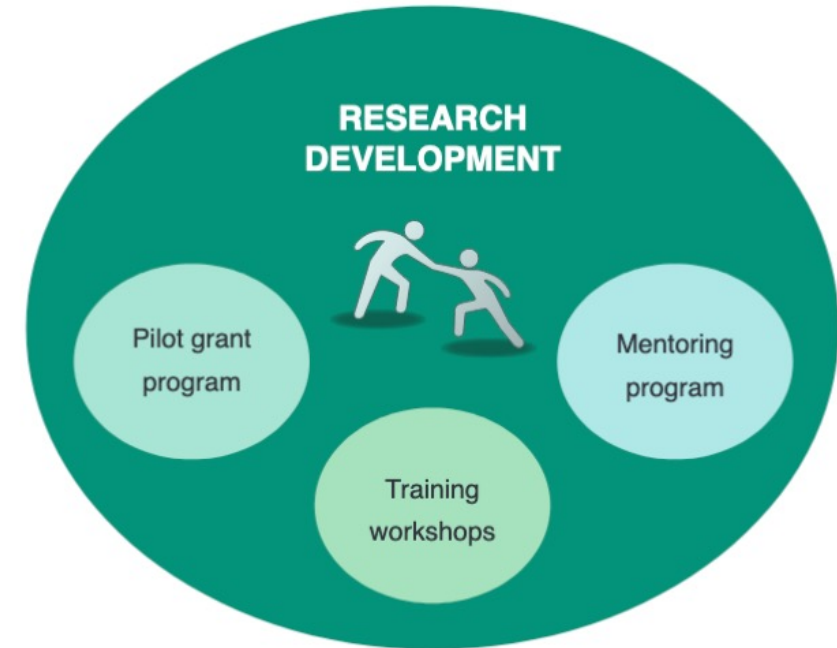 RESEARCH
DEVELOPMENT
Pilot grant
program
Mentoring
program
Training
workshops